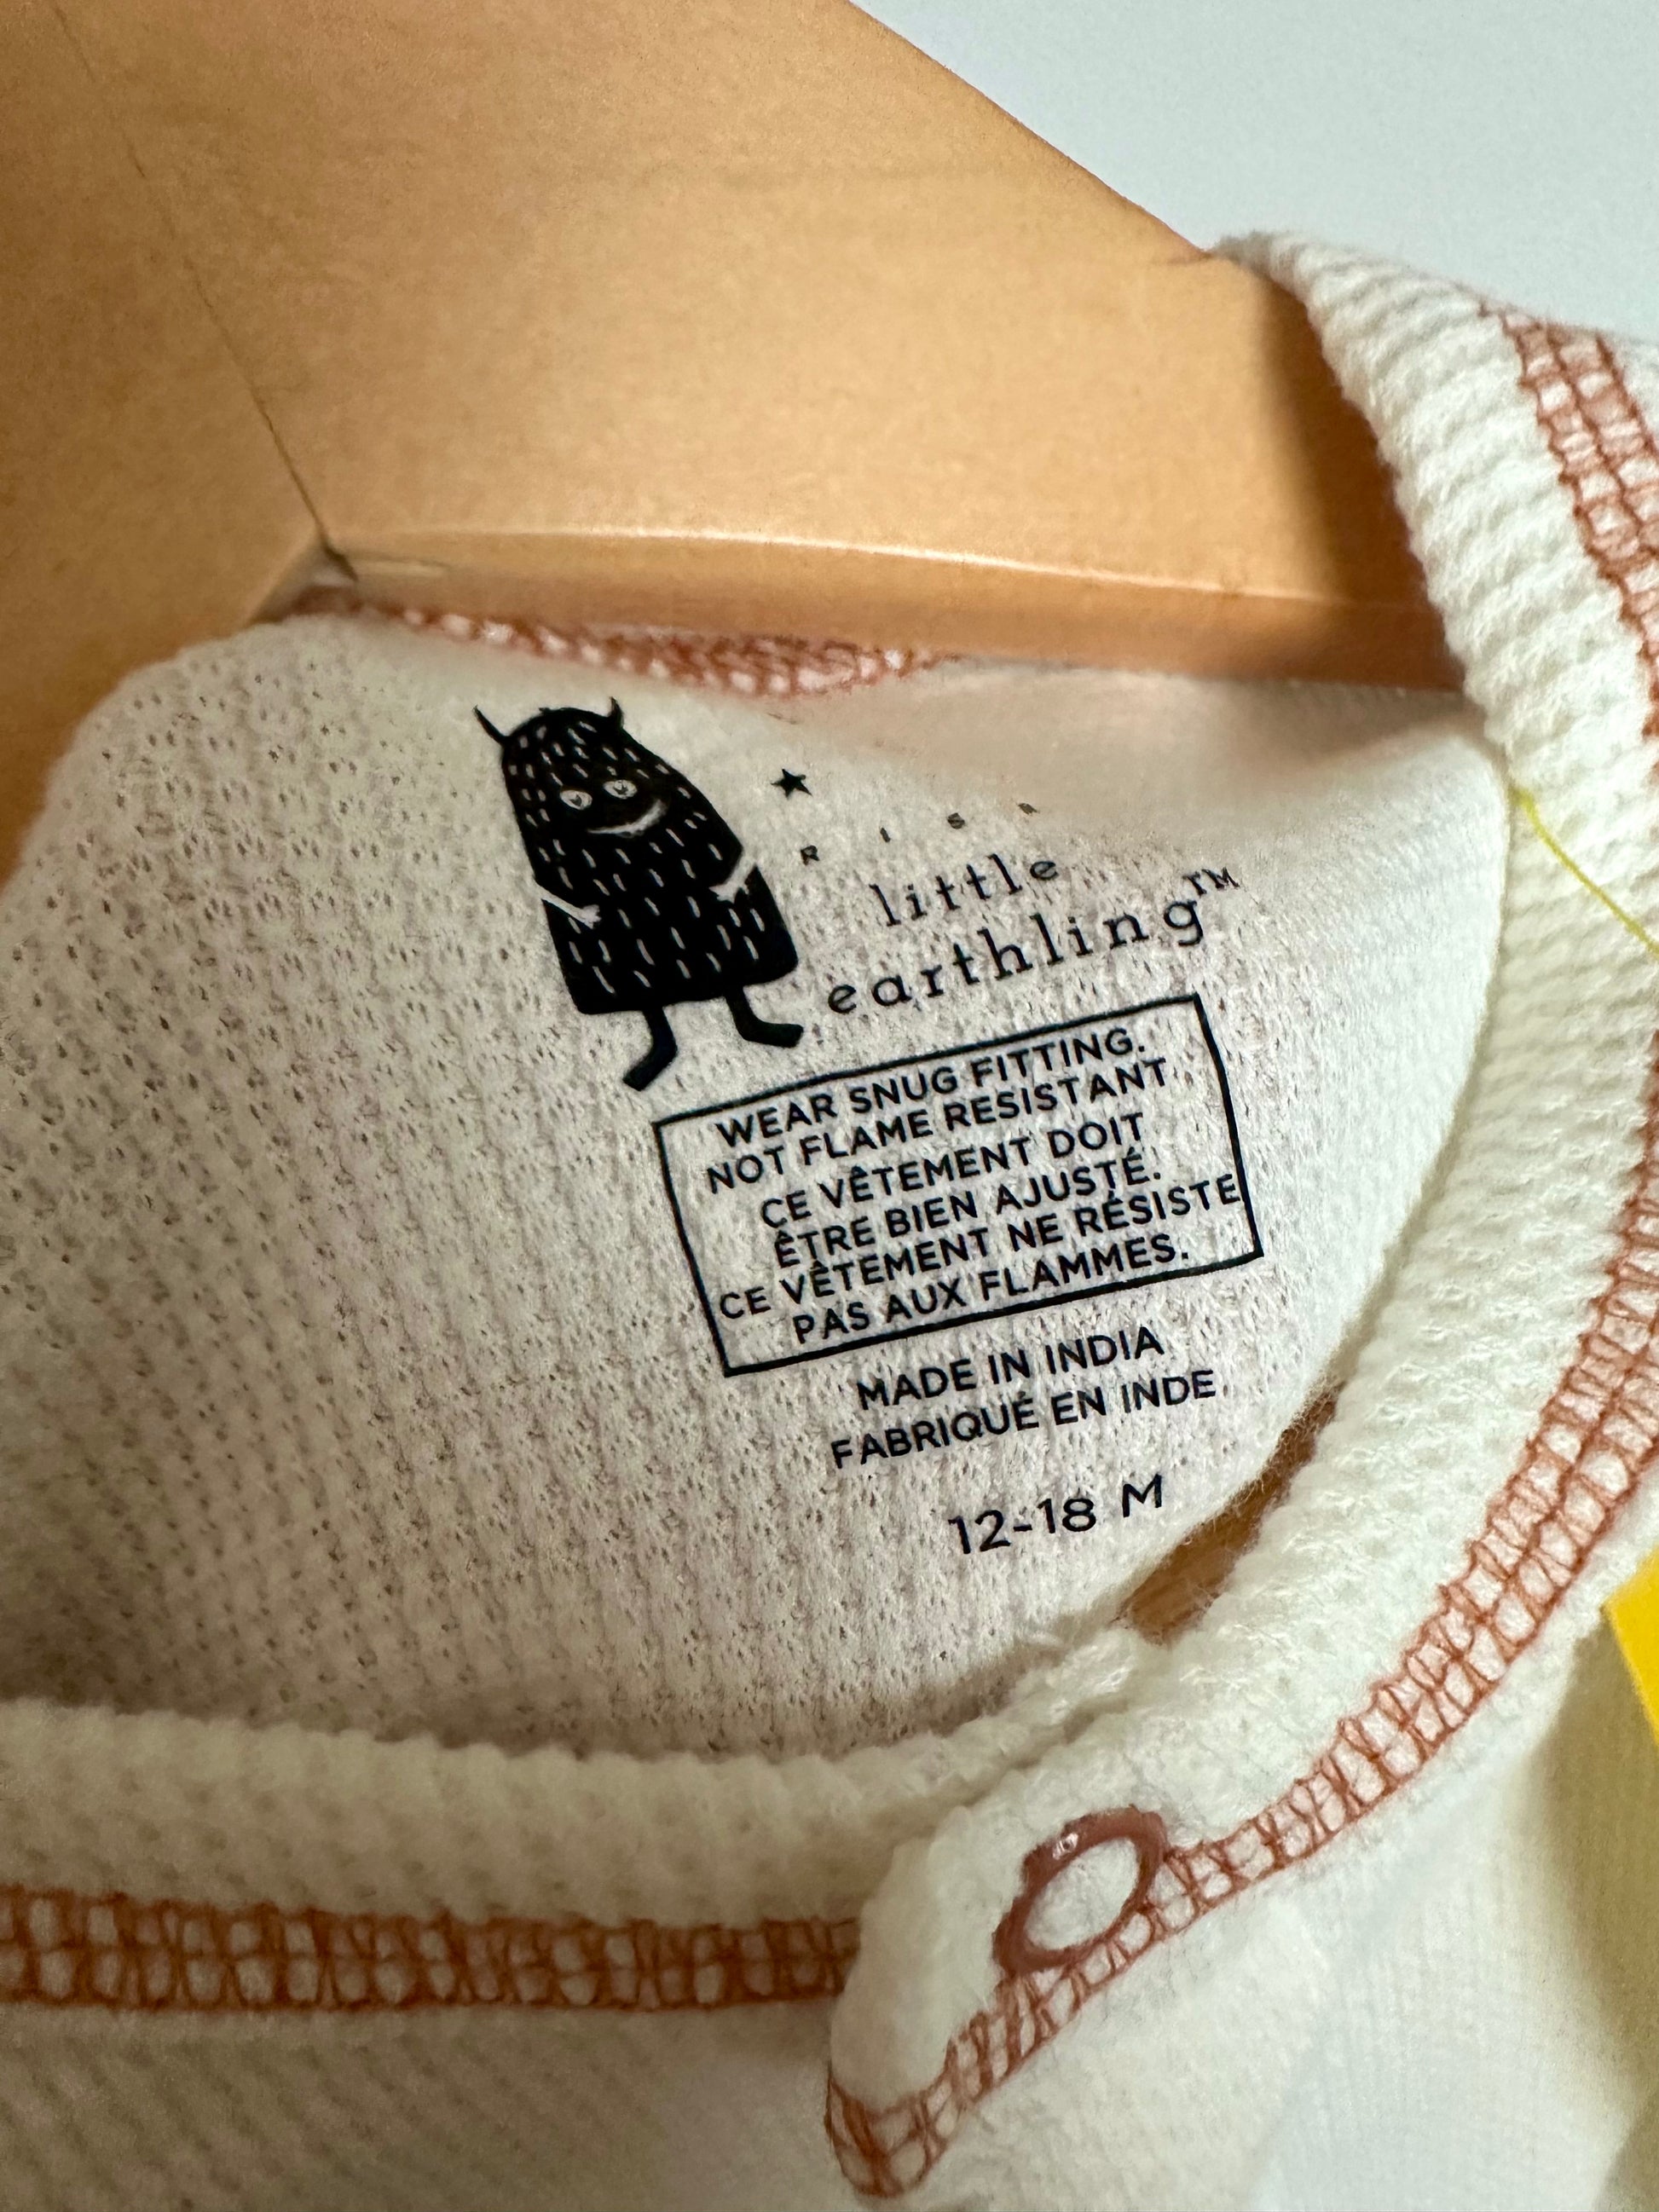 RISE
little
earthling™
WEAR SNUG FITTING.
NOT FLAME RESISTANT
CE VÊTEMENT DOIT
ÊTRE BIEN AJUSTÉ.
CE VÊTEMENT NE RÉSISTE
PAS AUX FLAMMES.
MADE IN INDIA
FABRIQUÉ EN INDE
12-18 M